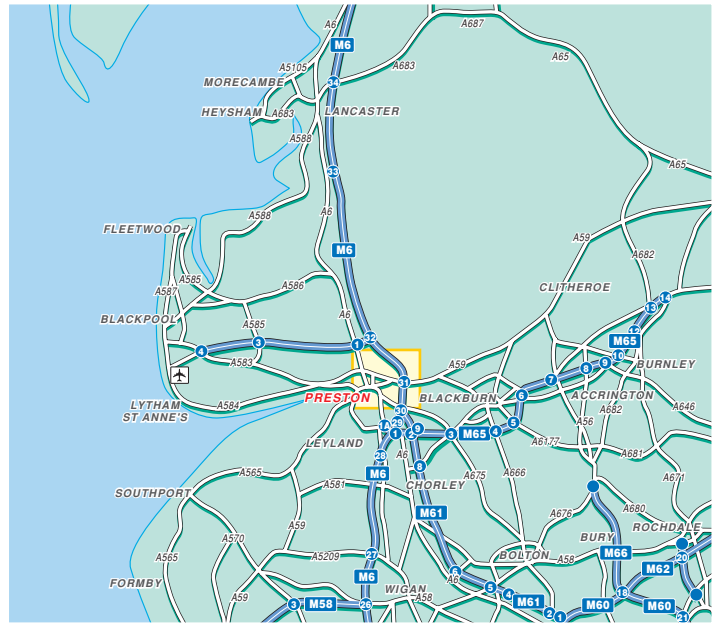 A6
A687
M6
A5105
A683
A65
MORECAMBE
34
HEYSHAM
A683
LANCASTER
A588
A65
33
A588
A6
FLEETWOOD
A59
M6
A682
A585
A586
CLITHEROE
A587
14
13
BLACKPOOL
A6
A585
32
12
1
3
M65
4
A583
A59
10
9
BURNLEY
8
7
31
6
ACCRINGTON
PRESTON
BLACKBURN
A584
30
A682
A646
LYTHAM
ST ANNE'S
29
1A
9
5
A56
1
2
3
M65
4
LEYLAND
A6177
A6
A681
28
8
A565
M6
A675
A666
A671
A581
CHORLEY
SOUTHPORT
A59
M61
A676
A680
A570
BURY
ROCHDALE
A565
A5209
27
BOLTON
A58
M66
20
M62
FORMBY
M6
6
A6
5
WIGAN
4
18
A59
3
M58
26
A58
M61
2
1
M60
M60
21